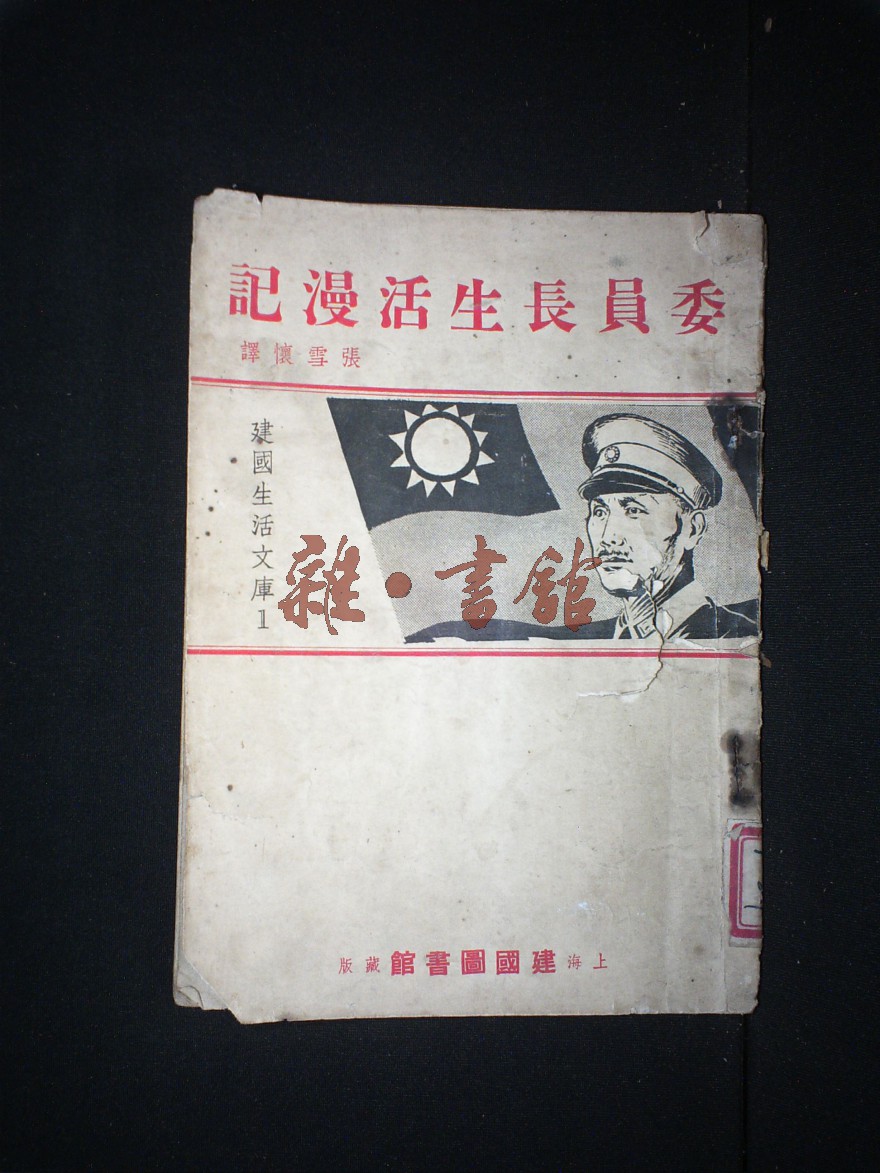 委員長生活漫記
張雪懷譯
建國生活文庫1
雜·書館
上海建國圖書館藏版